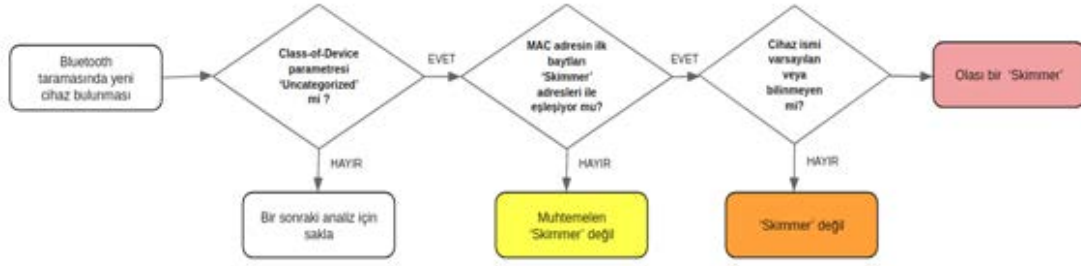 Bluetooth
taramasında yeni
cihaz bulunması
Class-of-Device
parametresi
'Uncategorized'
mi ?
EVET
HAYIR
Bir sonraki analiz için
sakla
MAC adresin ilk
baytları
'Skimmer'
adresleri ile
eşleşiyor mu?
EVET
HAYIR
Muhtemelen
'Skimmer' değil
Cihaz ismi
varsayılan
veya
bilinmeyen
mi?
HAYIR
'Skimmer' değil
Olası bir 'Skimmer'